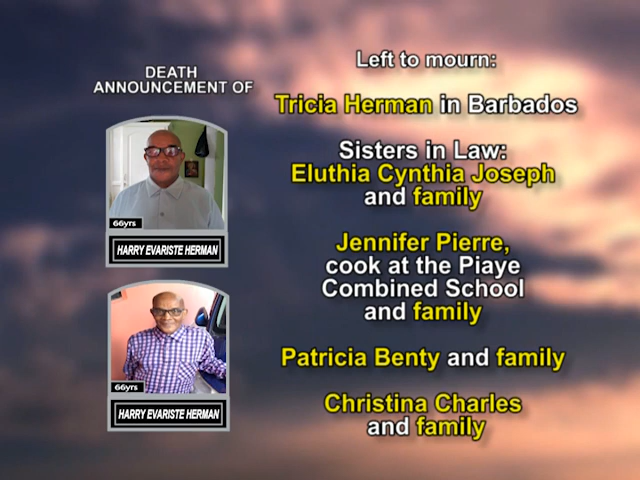 DEATH
ANNOUNCEMENT OF
66yrs
HARRY EVARISTE HERMAN
66yrs
HARRY EVARISTE HERMAN
Left to mourn:
Tricia Herman in Barbados
Sisters in Law:
Eluthia Cynthia Joseph
and family
Jennifer Pierre,
cook at the Piaye
Combined School
and family
Patricia Benty and family
Christina Charles
and family